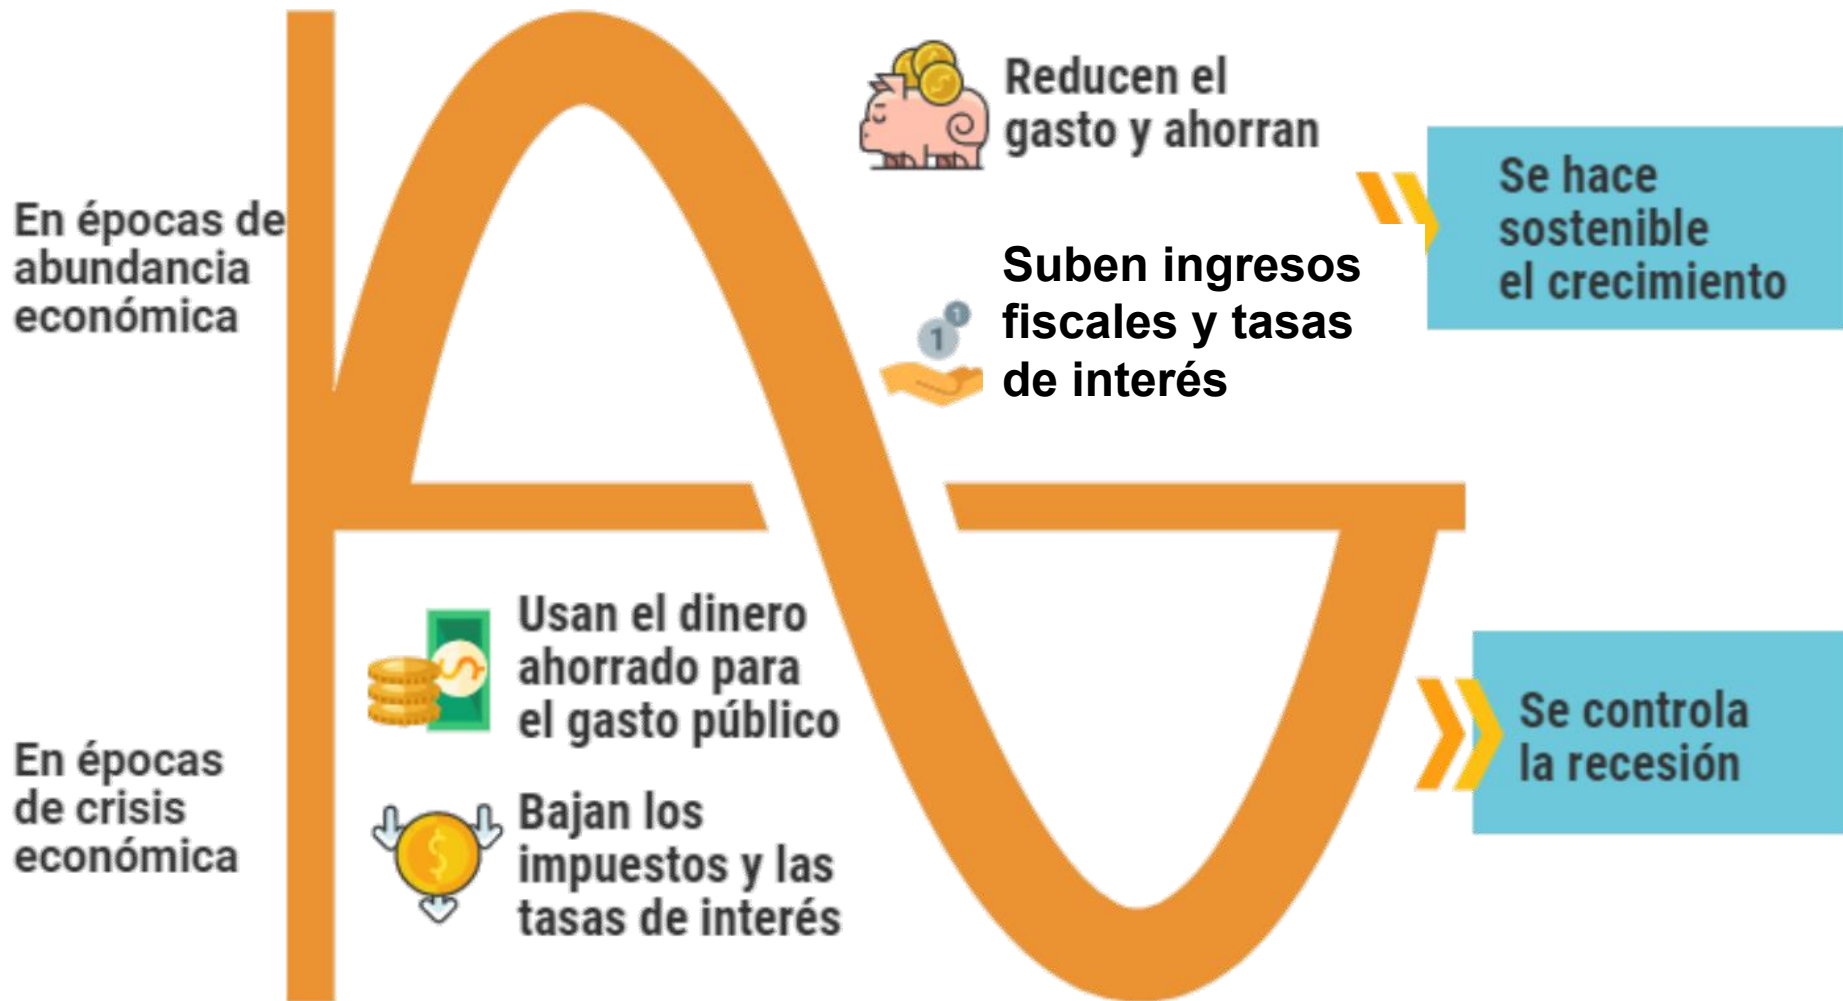 En épocas de
abundancia
económica
Reducen el
gasto y ahorran
Suben ingresos
fiscales y tasas
de interés
1
1
Se hace
sostenible
el crecimiento
En épocas
de crisis
económica
Usan el dinero
ahorrado para
el gasto público
Bajan los
impuestos y las
tasas de interés
Se controla
la recesión